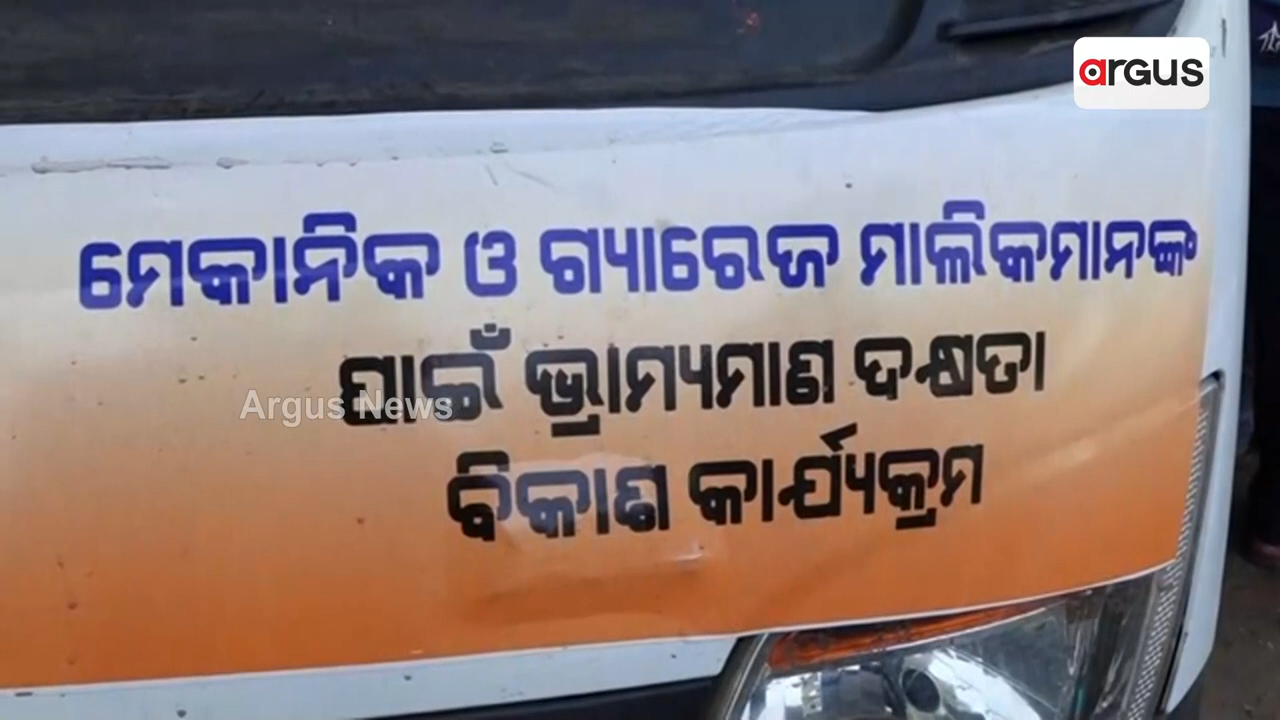 argus
ମେକାନିକ ଓ ଗ୍ୟାରେଜ ମାଲିକମାନଙ୍କ
ପାଇଁ ଭ୍ରାମ୍ୟମାଣ ଦକ୍ଷତା
Argus News
ବିକାଶ କାର୍ଯ୍ୟକ୍ରମ